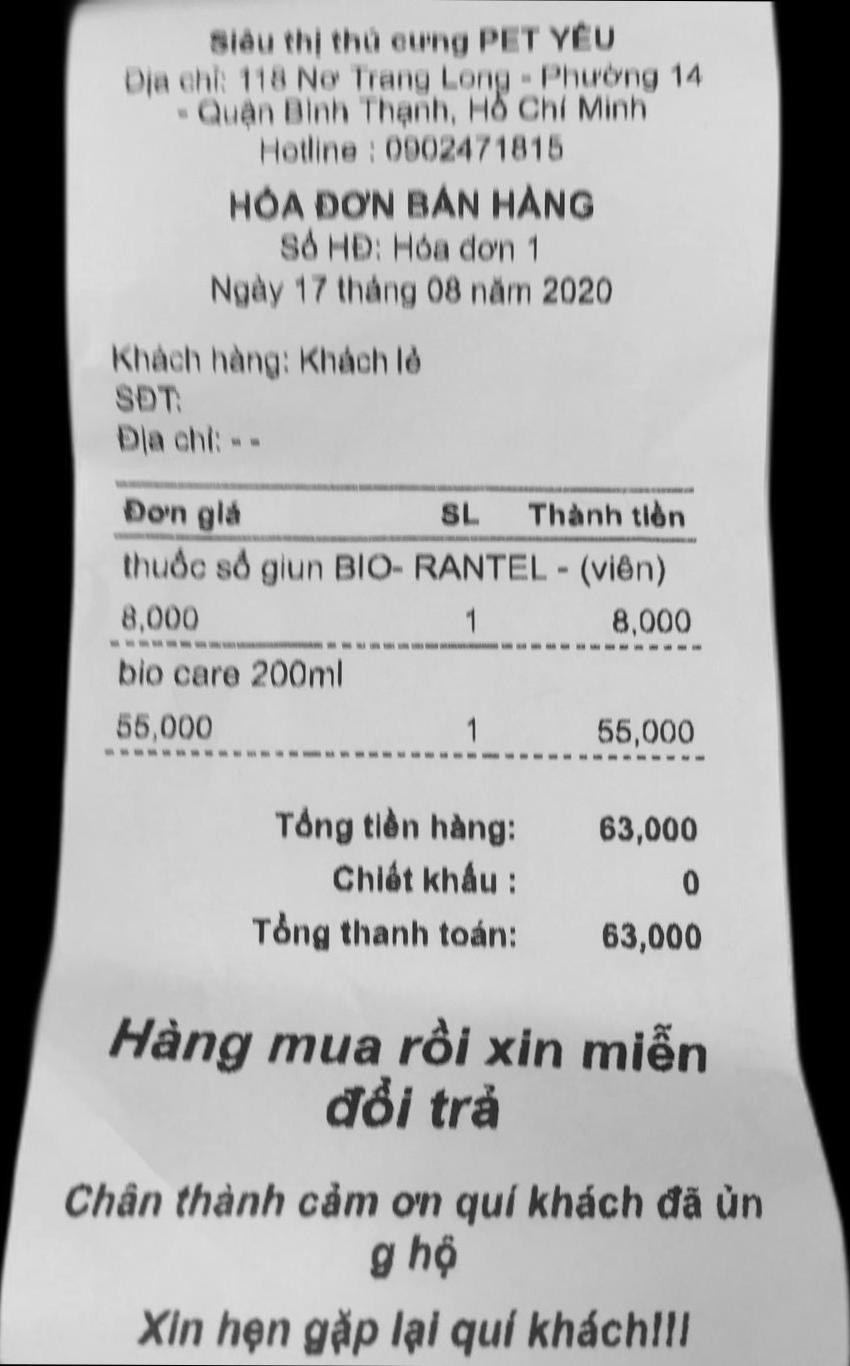 Siêu thị thú cưng PET YÊU
Địa chỉ: 118 Nơ Trang Long - Phường 14
- Quận Bình Thạnh, Hồ Chí Minh
Hotline : 0902471815
HÓA ĐƠN BÁN HÀNG
Số HĐ: Hóa đơn 1
Ngày 17 tháng 08 năm 2020
Khách hàng: Khách lẻ
SĐT:
Địa chỉ: - -
Đơn giá SL Thành tiền
thuốc sổ giun BIO- RANTEL - (viên)
8,000 1 8,000
bio care 200ml
55,000 1 55,000
Tổng tiền hàng: 63,000
Chiết khấu : 0
Tổng thanh toán: 63,000
Hàng mua rồi xin miễn
đổi trả
Chân thành cảm ơn quí khách đã ủn
g hộ
Xin hẹn gặp lại quí khách!!!